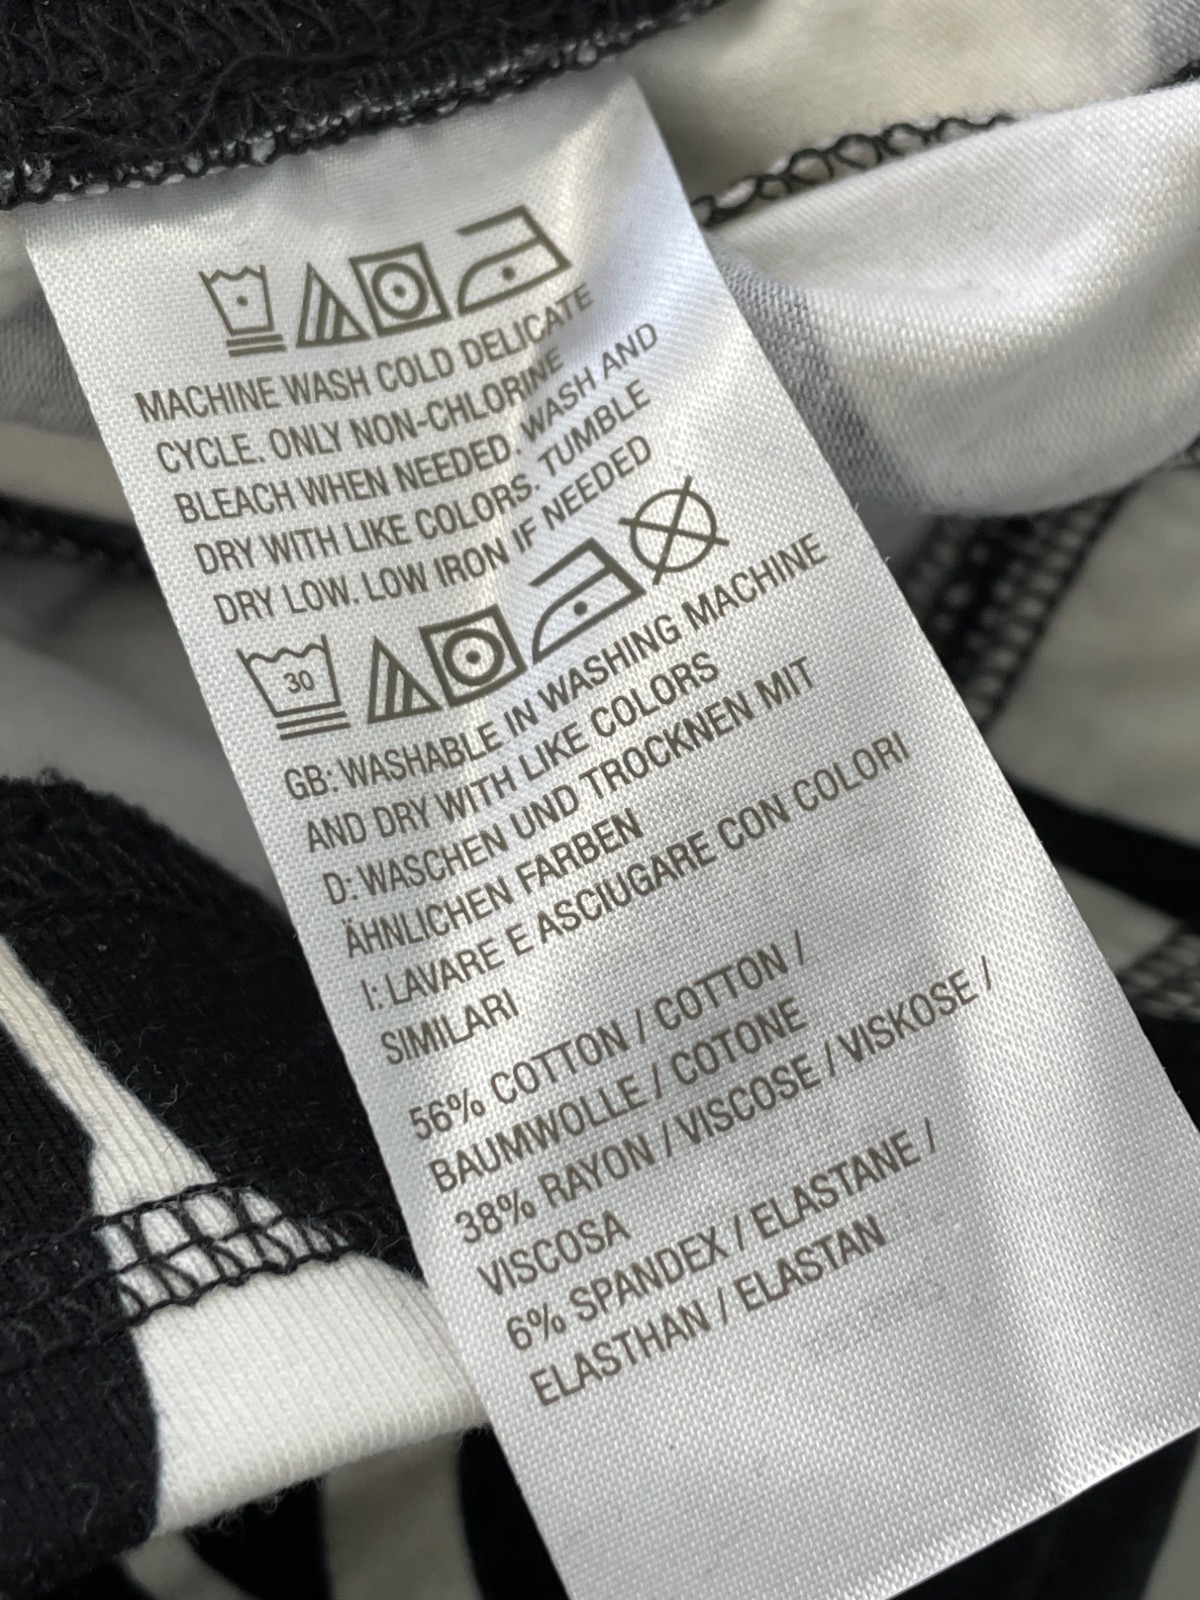 MACHINE WASH COLD DELICATE
CYCLE. ONLY NON-CHLORINE
BLEACH WHEN NEEDED. WASH AND
DRY WITH LIKE COLORS. TUMBLE
DRY LOW. LOW IRON IF NEEDED
30
GB: WASHABLE IN WASHING MACHINE
AND DRY WITH LIKE COLORS
D: WASCHEN UND TROCKNEN MIT
ÄHNLICHEN FARBEN
I: LAVARE E ASCIUGARE CON COLORI
SIMILARI
56% COTTON / COTTON /
BAUMWOLLE / COTONE
38% RAYON / VISCOSE / VISKOSE /
VISCOSA
6% SPANDEX / ELASTANE /
ELASTHAN / ELASTAN